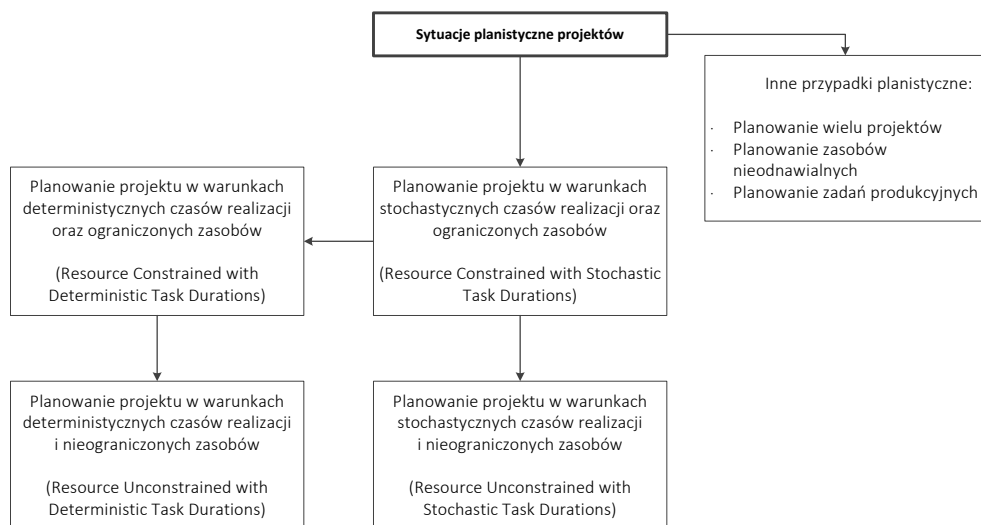 Sytuacje planistyczne projektów
Inne przypadki planistyczne:
· Planowanie wielu projektów
· Planowanie zasobów
nieodnawialnych
· Planowanie zadań produkcyjnych
Planowanie projektu w warunkach
deterministycznych czasów realizacji
oraz ograniczonych zasobów
(Resource Constrained with
Deterministic Task Durations)
Planowanie projektu w warunkach
stochastycznych czasów realizacji oraz
ograniczonych zasobów
(Resource Constrained with Stochastic
Task Durations)
Planowanie projektu w warunkach
deterministycznych czasów realizacji
i nieograniczonych zasobów
(Resource Unconstrained with
Deterministic Task Durations)
Planowanie projektu w warunkach
stochastycznych czasów realizacji
i nieograniczonych zasobów
(Resource Unconstrained with
Stochastic Task Durations)